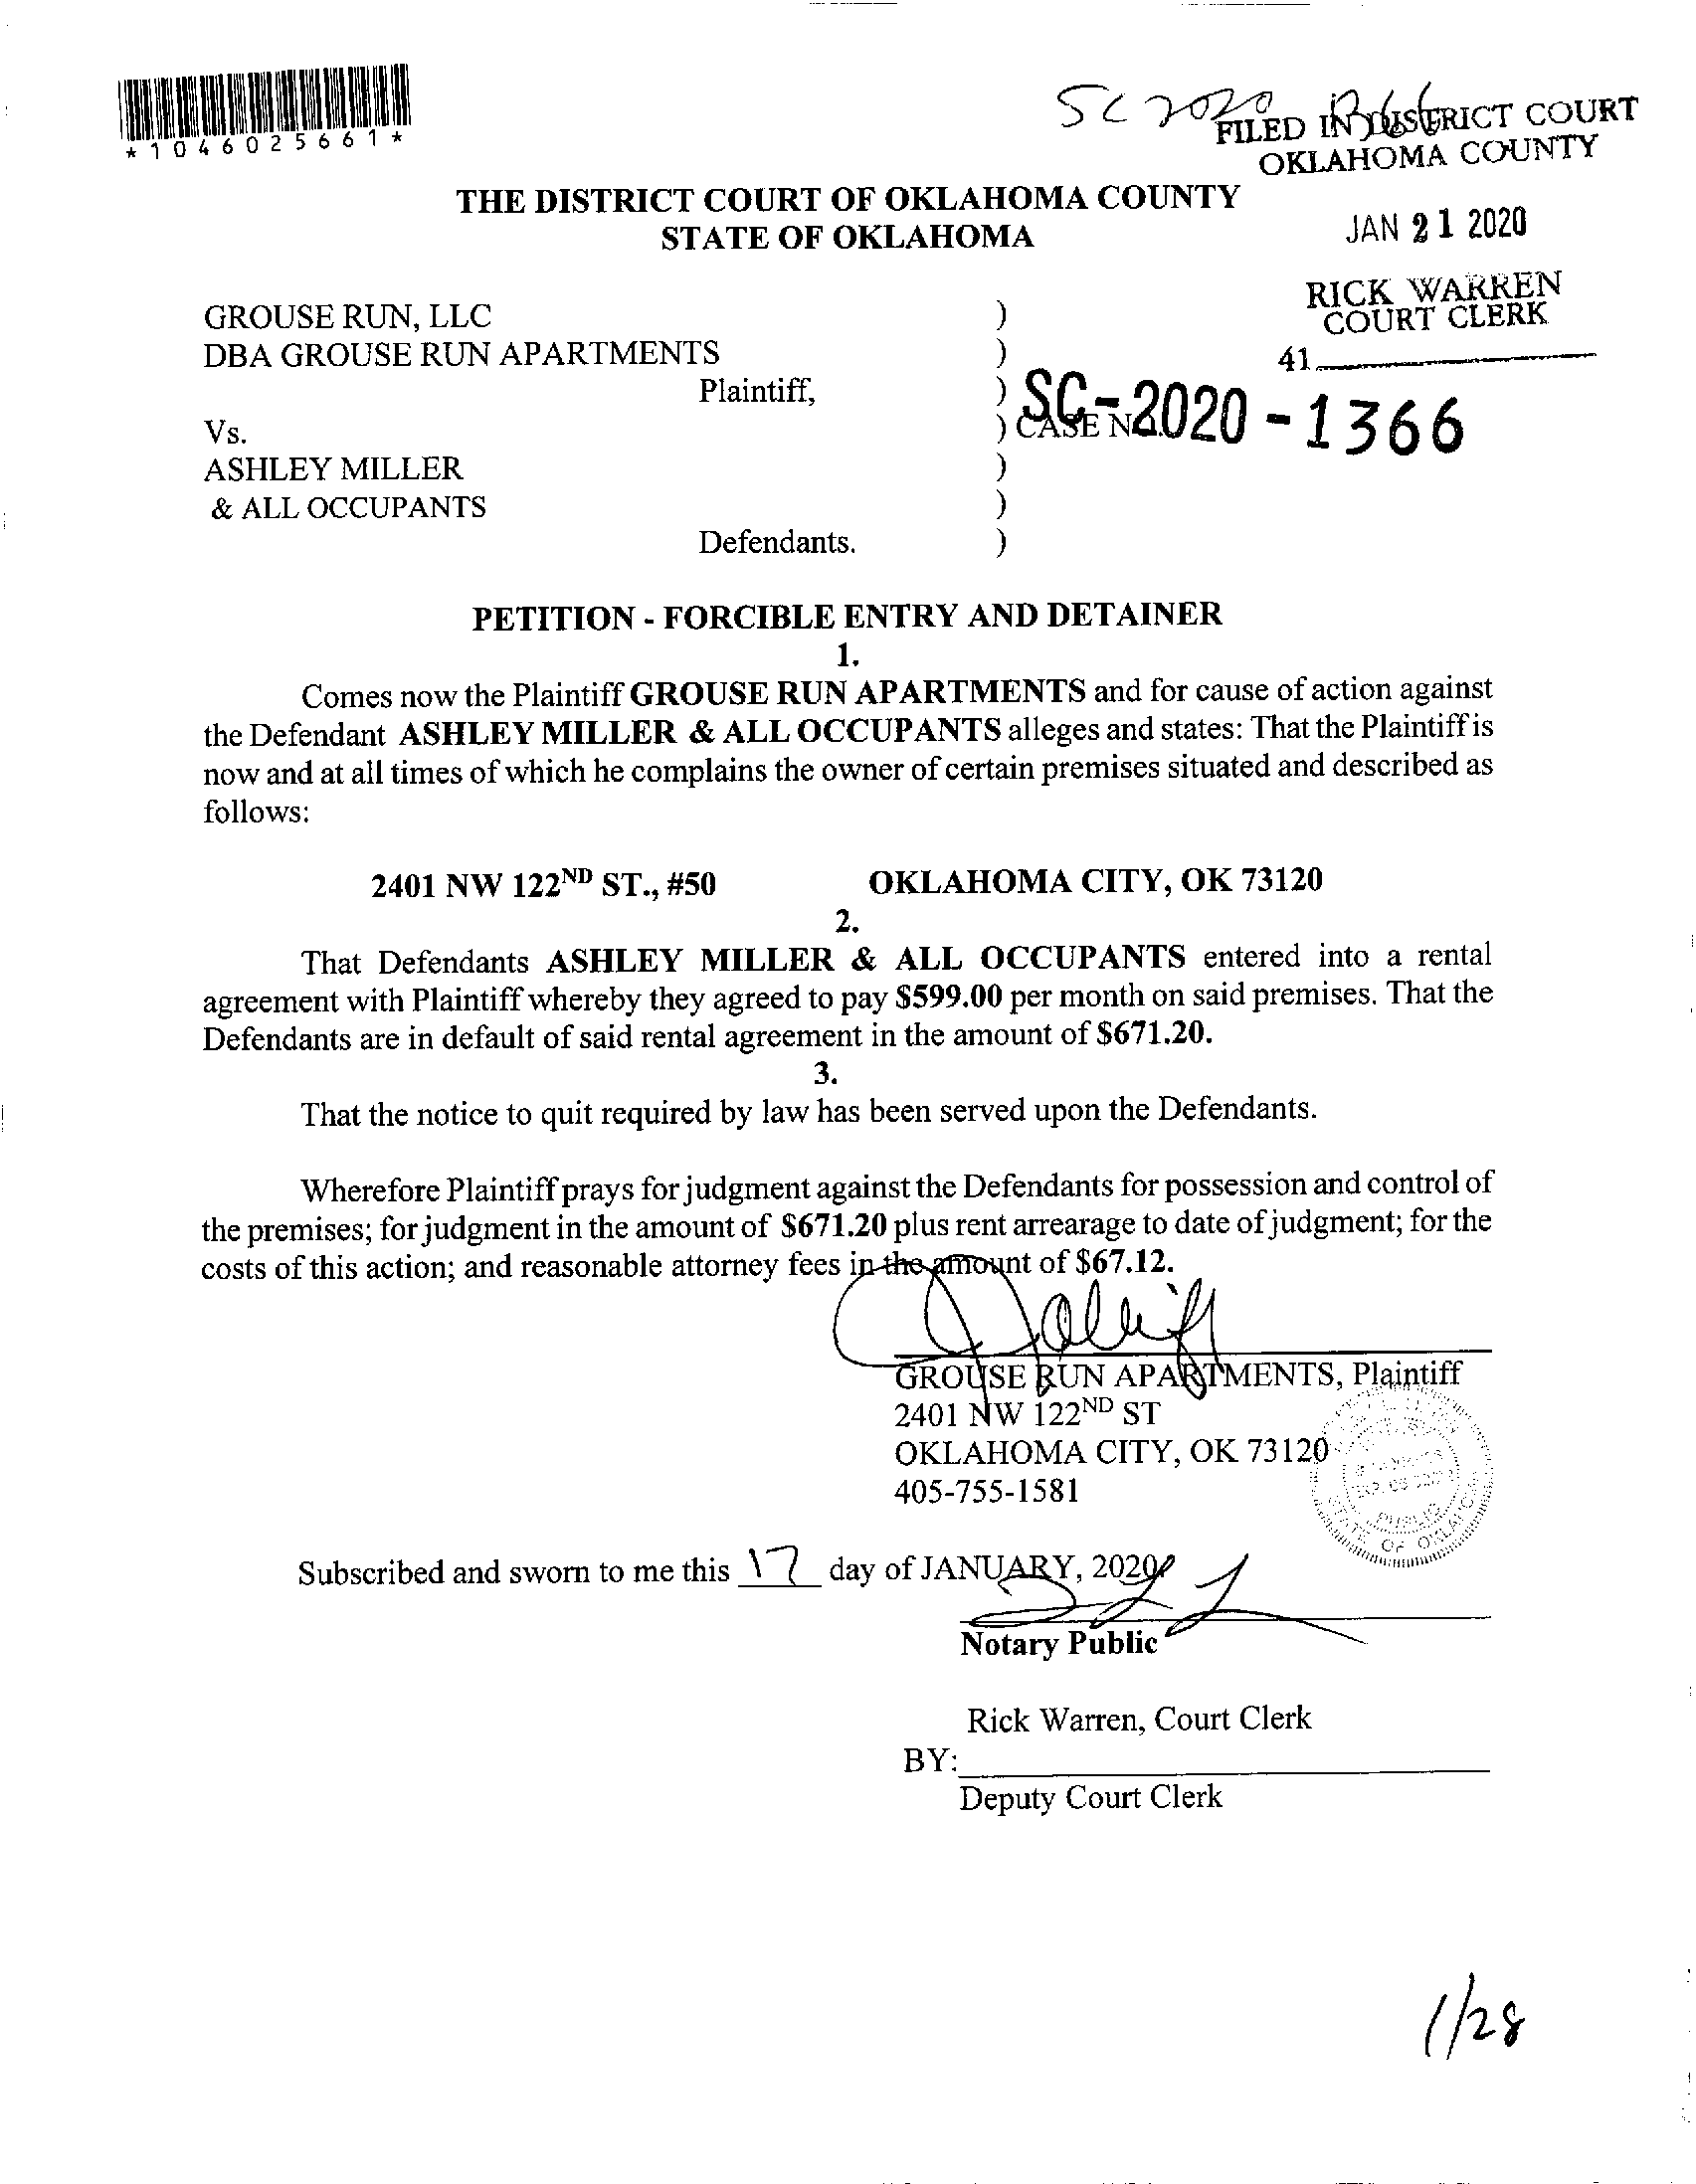 *1046025661*
SC 2020 1366
FILED IN DISTRICT COURT
OKLAHOMA COUNTY
THE DISTRICT COURT OF OKLAHOMA COUNTY
STATE OF OKLAHOMA
JAN 21 2020
RICK WARREN
COURT CLERK
41
GROUSE RUN, LLC )
DBA GROUSE RUN APARTMENTS )
Plaintiff, )
SC-2020-1366
Vs. ) CASE NO.
ASHLEY MILLER )
& ALL OCCUPANTS )
Defendants. )
PETITION - FORCIBLE ENTRY AND DETAINER
1.
Comes now the Plaintiff GROUSE RUN APARTMENTS and for cause of action against
the Defendant ASHLEY MILLER & ALL OCCUPANTS alleges and states: That the Plaintiff is
now and at all times of which he complains the owner of certain premises situated and described as
follows:
2401 NW 122ND ST., #50 OKLAHOMA CITY, OK 73120
2.
That Defendants ASHLEY MILLER & ALL OCCUPANTS entered into a rental
agreement with Plaintiff whereby they agreed to pay $599.00 per month on said premises. That the
Defendants are in default of said rental agreement in the amount of $671.20.
3.
That the notice to quit required by law has been served upon the Defendants.
Wherefore Plaintiff prays for judgment against the Defendants for possession and control of
the premises; for judgment in the amount of $671.20 plus rent arrearage to date of judgment; for the
costs of this action; and reasonable attorney fees in the amount of $67.12.
GROUSE RUN APARTMENTS, Plaintiff
2401 NW 122ND ST
OKLAHOMA CITY, OK 73120
405-755-1581
PUBLIC
STATE OF OKLAHO
Subscribed and sworn to me this 17 day of JANUARY, 2020
Notary Public
Rick Warren, Court Clerk
BY:
Deputy Court Clerk
1/28